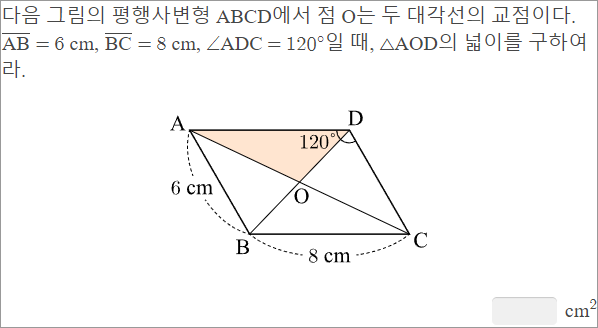 다음 그림의 평행사변형 ABCD에서 점 O는 두 대각선의 교점이다.
A̅B̅ = 6 cm, B̅C̅ = 8 cm, ∠ADC = 120°일 때, △AOD의 넓이를 구하여
라.
D
A
120°
6 cm
O
B
C
8 cm
cm²